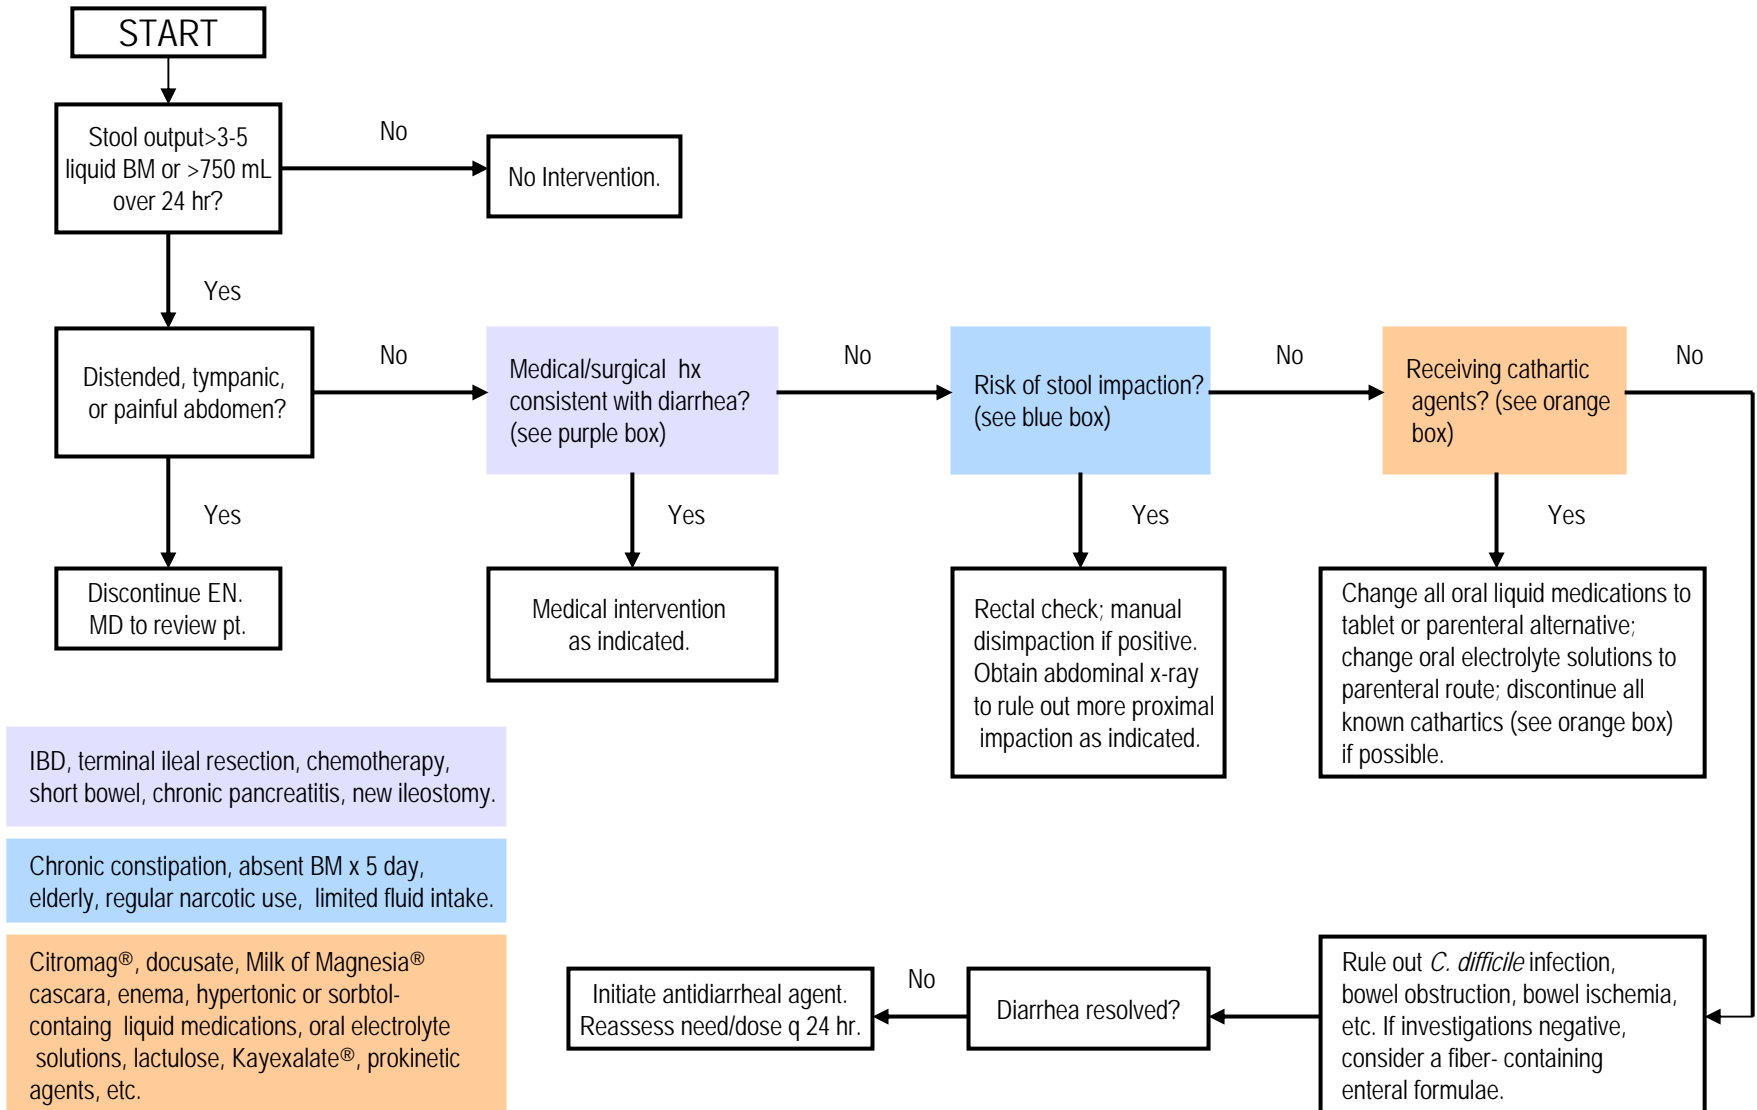 START
Stool output>3-5
liquid BM or >750 mL
over 24 hr?
No
No Intervention.
Yes
Distended, tympanic,
or painful abdomen?
No
Medical/surgical hx
consistent with diarrhea?
(see purple box)
No
Risk of stool impaction?
(see blue box)
No
Receiving cathartic
agents? (see orange
box)
No
Yes
Discontinue EN.
MD to review pt.
Yes
Medical intervention
as indicated.
Yes
Rectal check; manual
disimpaction if positive.
Obtain abdominal x-ray
to rule out more proximal
impaction as indicated.
Yes
Change all oral liquid medications to
tablet or parenteral alternative;
change oral electrolyte solutions to
parenteral route; discontinue all
known cathartics (see orange box)
if possible.
IBD, terminal ileal resection, chemotherapy,
short bowel, chronic pancreatitis, new ileostomy.
Chronic constipation, absent BM x 5 day,
elderly, regular narcotic use, limited fluid intake.
Citromag®, docusate, Milk of Magnesia®
cascara, enema, hypertonic or sorbtol-
containg liquid medications, oral electrolyte
solutions, lactulose, Kayexalate®, prokinetic
agents, etc.
Initiate antidiarrheal agent.
Reassess need/dose q 24 hr.
No
Diarrhea resolved?
Rule out C. difficile infection,
bowel obstruction, bowel ischemia,
etc. If investigations negative,
consider a fiber- containing
enteral formulae.